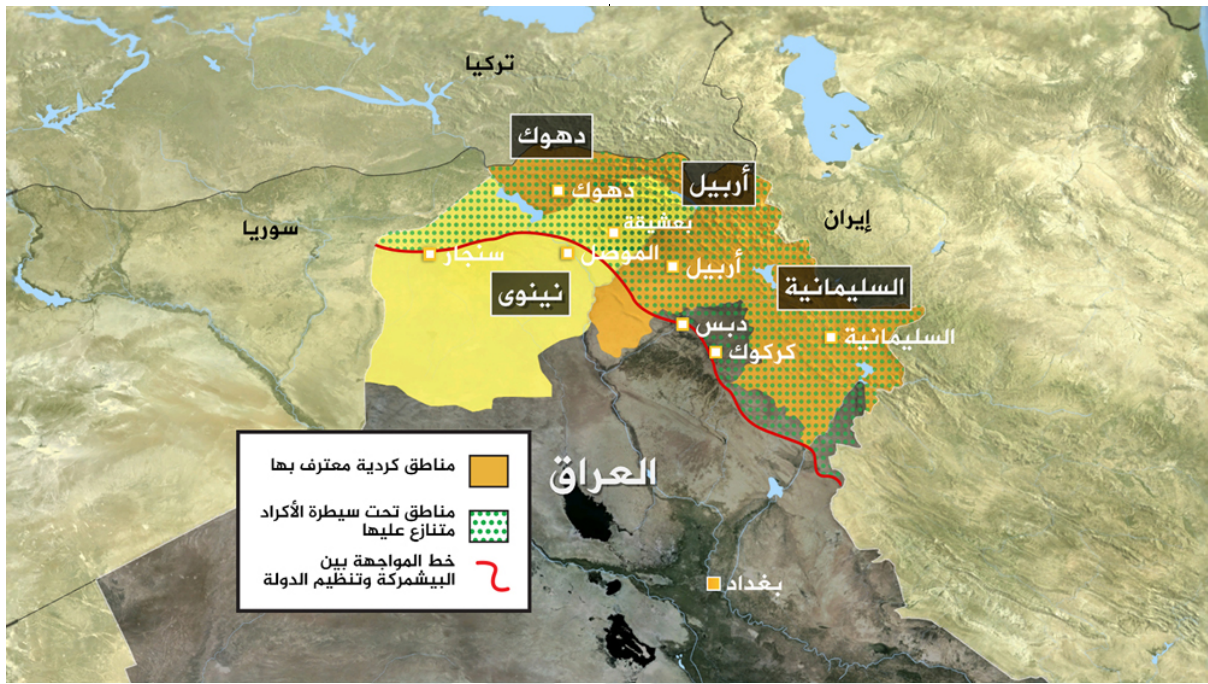 تركيا
دهوك
أربيل
دهوك
إيران
بعشيقة
سوريا
سنجار
الموصل
أربيل
السليمانية
نينوى
دبس
السليمانية
كركوك
العراق
مناطق كردية معترف بها
مناطق تحت سيطرة الأكراد
متنازع عليها
خط المواجهة بين
البيشمركة وتنظيم الدولة
بغداد